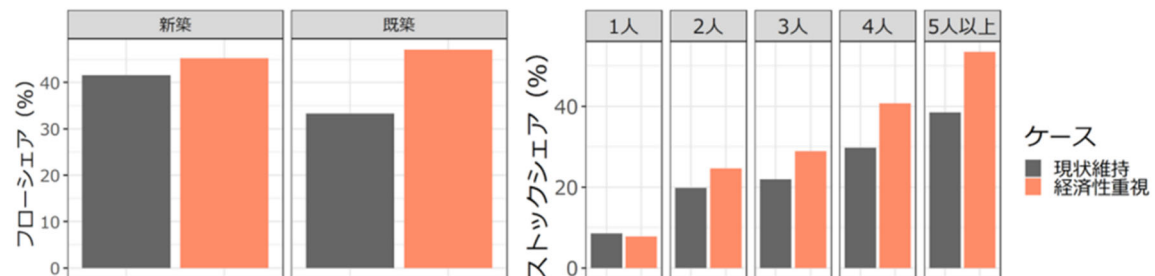 新築
既築
フローシェア (%)
40
30
20
10
0
1人
2人
3人
4人
5人以上
ストックシェア (%)
40
20
0
ケース
現状維持
経済性重視